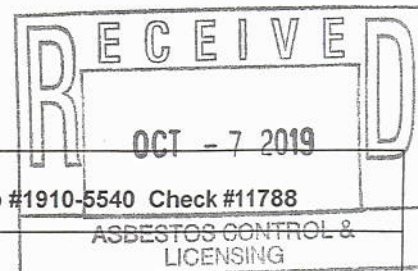 RECEIVED
OCT -7 2019
#1910-5540 Check #11788
ASBESTOS CONTROL &
LICENSING